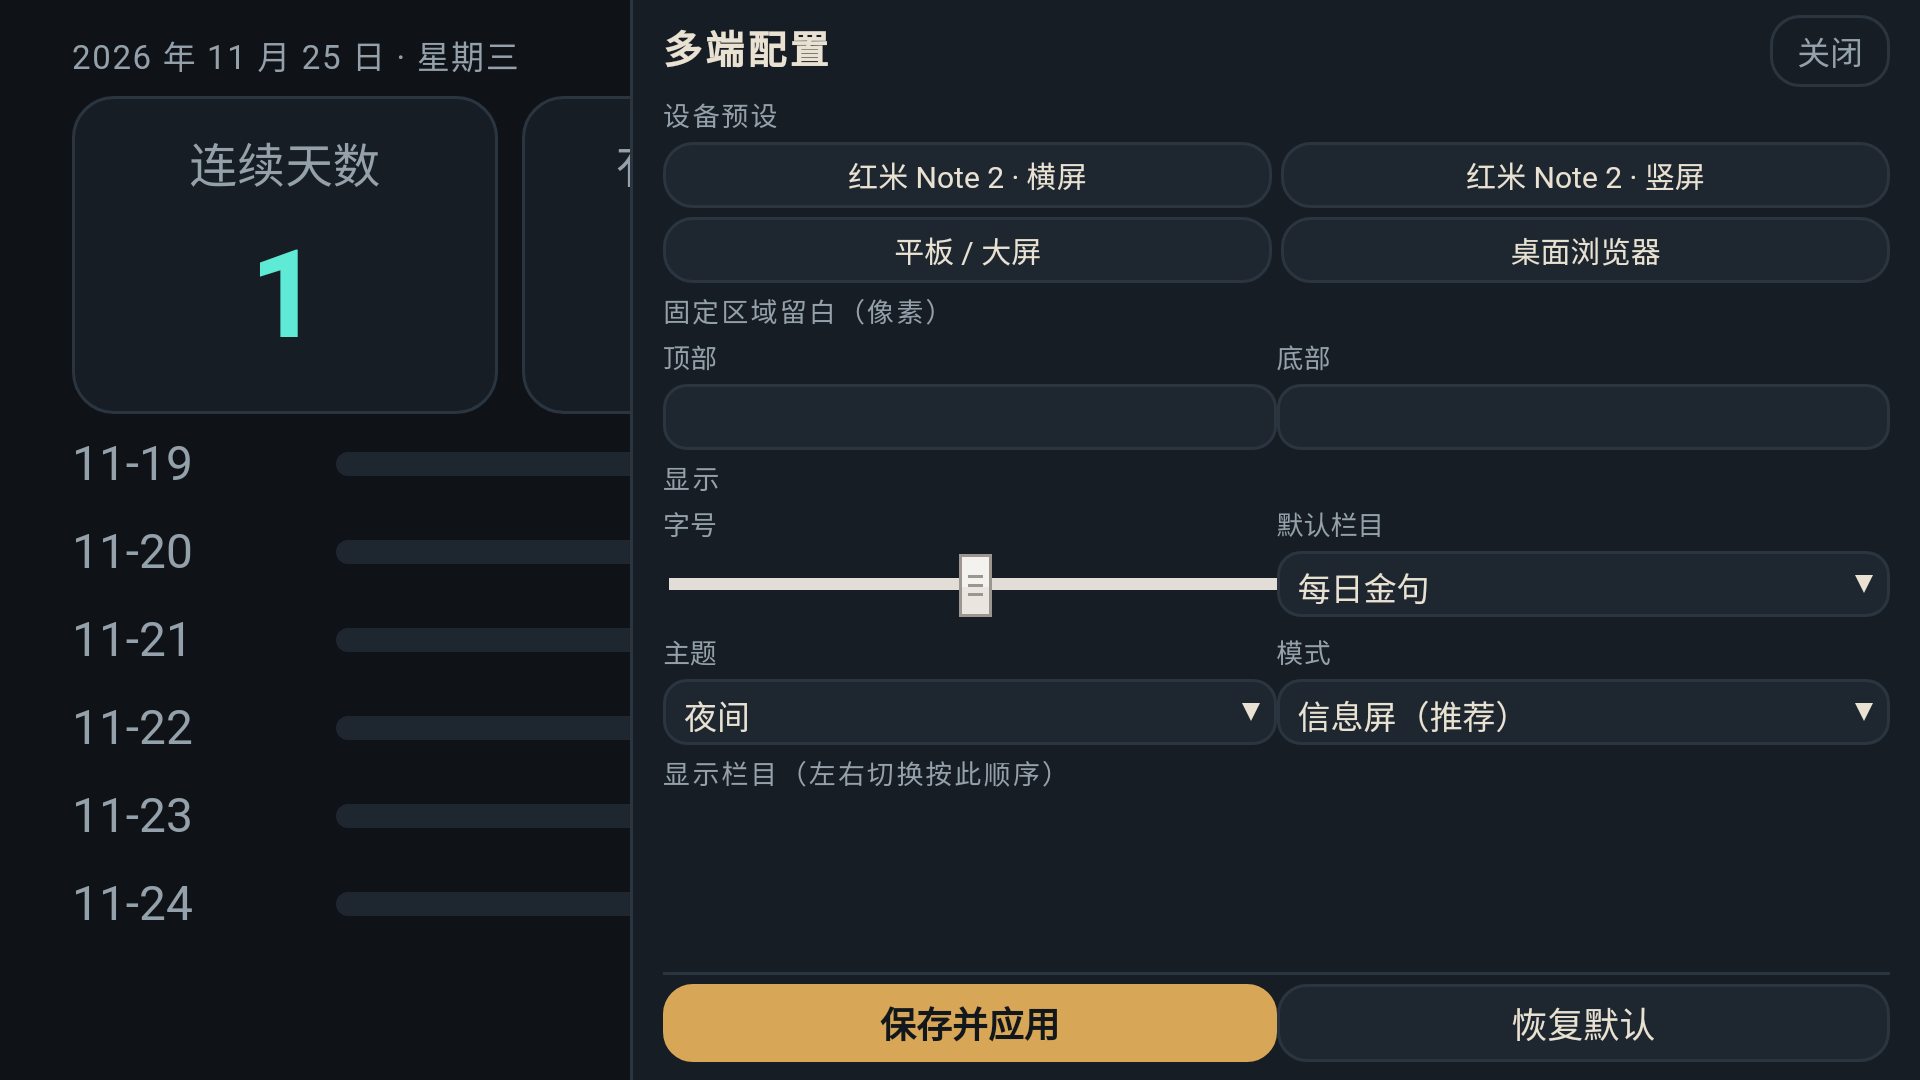 2026 年 11 月 25 日 · 星期三
连续天数
1
11-19
11-20
11-21
11-22
11-23
11-24
多端配置
关闭
设备预设
红米 Note 2 · 横屏
红米 Note 2 · 竖屏
平板 / 大屏
桌面浏览器
固定区域留白（像素）
顶部
底部
显示
字号
默认栏目
每日金句
主题
模式
夜间
信息屏（推荐）
显示栏目（左右切换按此顺序）
保存并应用
恢复默认